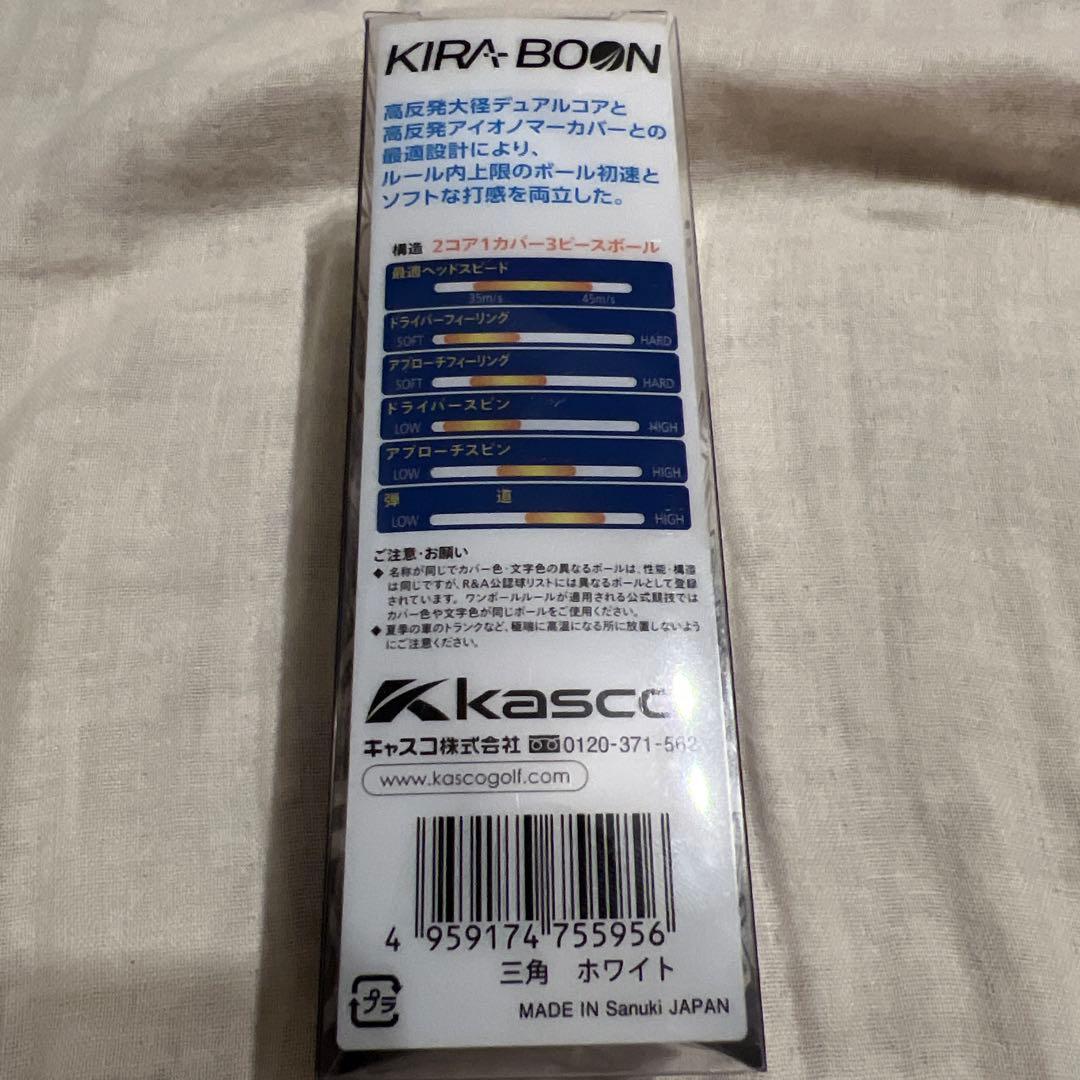 KIRA BOON
高反発大径デュアルコアと
高反発アイオノマーカバーとの
最適設計により、
ルール内上限のボール初速と
ソフトな打感を両立した。
構造 2コア1カバー3ピースボール
最適ヘッドスピード
35m/s 45m/s
ドライバーフィーリング
SOFT HARD
アプローチフィーリング
SOFT HARD
ドライバースピン
LOW HIGH
アプローチスピン
LOW HIGH
弾 道
LOW HIGH
ご注意・お願い
◆ 名称が同じでカバー色・文字色の異なるボールは、性能・構造
は同じですが、R&A公認球リストには異なるボールとして登録
されています。ワンボールルールが適用される公式競技では
カバー色や文字色が同じボールをご使用ください。
◆ 夏季の車のトランクなど、極端に高温になる所に放置しないよう
にご注意ください。
kasco
キャスコ株式会社 0120-371-562
www.kascogolf.com
4 959174 755956
三角 ホワイト
プラ
MADE IN Sanuki JAPAN